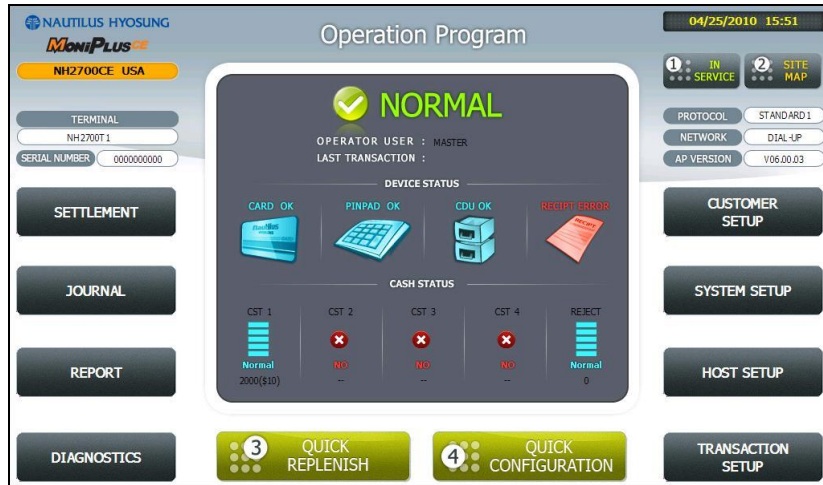 NAUTILUS HYOSUNG
MoniPlusCE
NH2700CE USA
Operation Program
04/25/2010 15:51
1 IN SERVICE
2 SITE MAP
TERMINAL
NH2700T1
SERIAL NUMBER 0000000000
PROTOCOL STANDARD1
NETWORK DIAL-UP
AP VERSION V06.00.03
NORMAL
OPERATOR USER : MASTER
LAST TRANSACTION :
DEVICE STATUS
CARD OK PINPAD OK CDU OK RECIPT ERROR
Nautilus
RECEIPT
CASH STATUS
CST 1 CST 2 CST 3 CST 4 REJECT
Normal NO NO NO Normal
2000($10) -- -- -- 0
SETTLEMENT
JOURNAL
REPORT
DIAGNOSTICS
CUSTOMER SETUP
SYSTEM SETUP
HOST SETUP
TRANSACTION SETUP
3 QUICK REPLENISH
4 QUICK CONFIGURATION